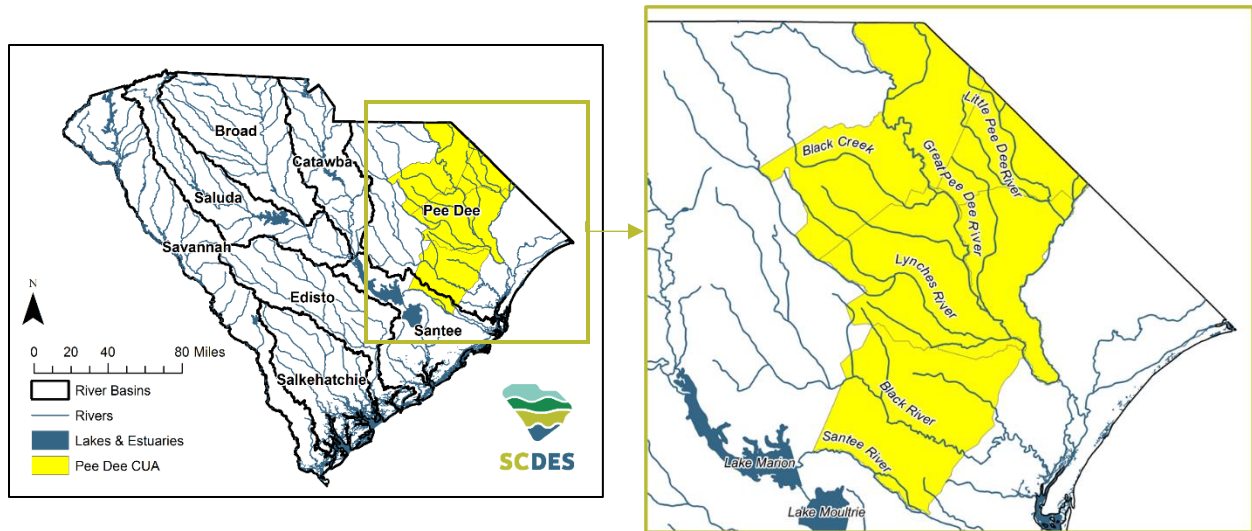 Broad
Catawba
Saluda
Pee Dee
Savannah
Edisto
Santee
Salkehatchie
N
0 20 40 80 Miles
River Basins
Rivers
Lakes & Estuaries
Pee Dee CUA
SCDES
Little Pee Dee River
Black Creek
Great Pee Dee River
Lynches River
Black River
Santee River
Lake Marion
Lake Moultrie